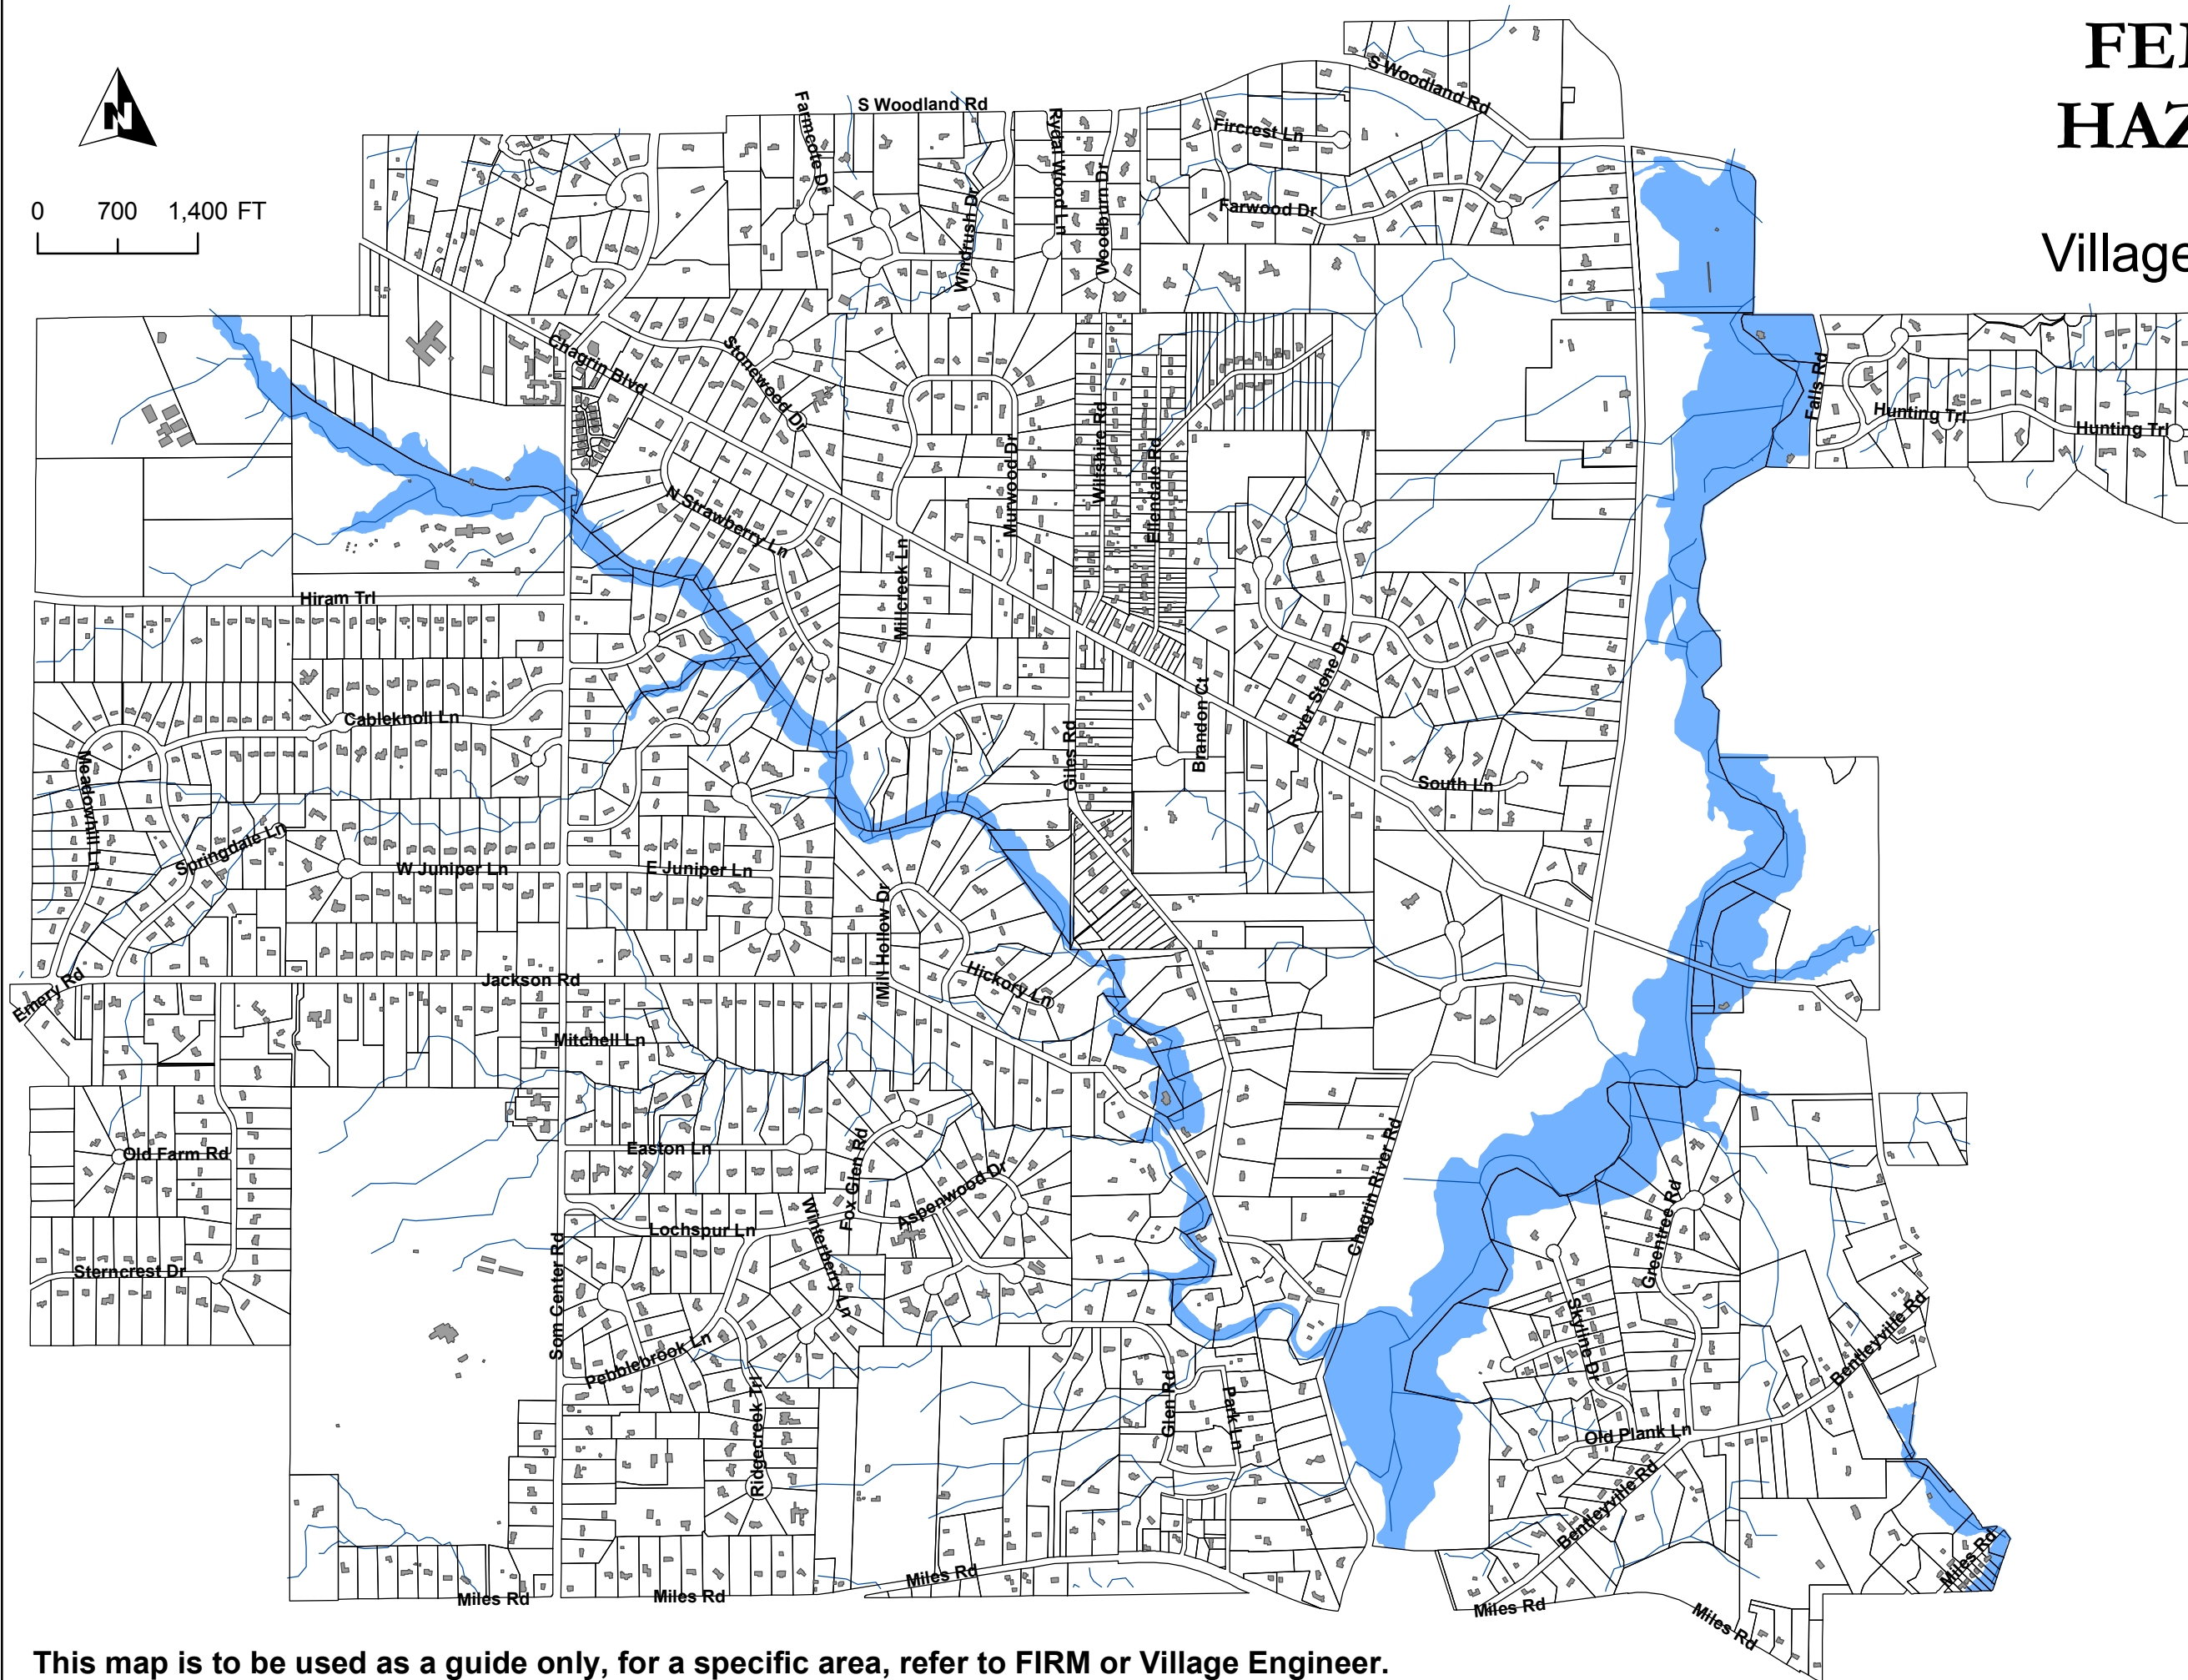 FE
HAZ
Village
N
0 700 1,400 FT
S Woodland Rd
S Woodland Rd
Farmcote Dr
Rydal Wood Ln
Fircrest Ln
Farwood Dr
Windrush Dr
Woodburn Dr
Chagrin Blvd
Stonewood Dr
Falls Rd
Hunting Trl
Hunting Trl
Murwood Dr
Wilshire Rd
Ellendale Rd
N Strawberry Ln
Millcreek Ln
Hiram Trl
River Stone Dr
Cableknoll Ln
Brandon Ct
Giles Rd
Meadowhill Ln
South Ln
Springdale Ln
W Juniper Ln
E Juniper Ln
Mill Hollow Dr
Hickory Ln
Jackson Rd
Emery Rd
Mitchell Ln
Easton Ln
Old Farm Rd
Fox Glen Rd
Aspenwood Dr
Chagrin River Rd
Greentree Rd
Lochspur Ln
Winterberry Ln
Sterncrest Dr
Som Center Rd
Skyline Dr
Bentleyville Rd
Pebblebrook Ln
Ridgecreek Trl
Glen Rd
Park Ln
Old Plank Ln
Bentleyville Rd
Miles Rd
Miles Rd
Miles Rd
Miles Rd
Miles Rd
Miles Rd
This map is to be used as a guide only, for a specific area, refer to FIRM or Village Engineer.